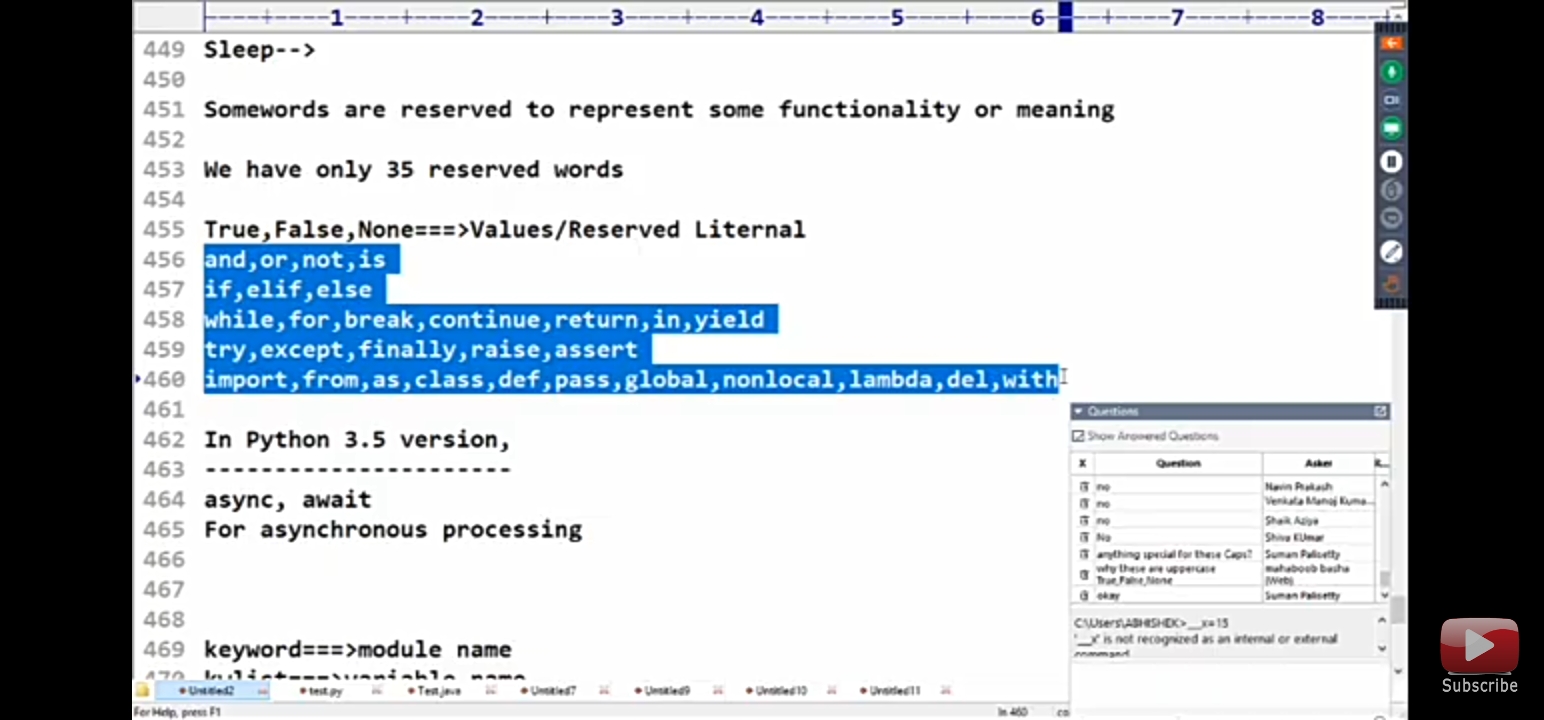 1 2 3 4 5 6 7 8
449 Sleep-->
450
451 Somewords are reserved to represent some functionality or meaning
452
453 We have only 35 reserved words
454
455 True,False,None===>Values/Reserved Liternal
456 and,or,not,is
457 if,elif,else
458 while,for,break,continue,return,in,yield
459 try,except,finally,raise,assert
460 import,from,as,class,def,pass,global,nonlocal,lambda,del,with
461
462 In Python 3.5 version,
463 ----------------------
464 async, await
465 For asynchronous processing
466
467
468
469 keyword===>module name
470 kwlist===>variable name
Questions
Show Answered Questions
X Question Asker R...
no Navin Prakash
no Venkata Manoj Kuma...
no Shaik Aziya
No Shiva KUmar
anything special for these Caps? Suman Palisetty
why these are uppercase True,False,None mahaboob basha (Web)
okay Suman Palisetty
C:\Users\ABHISHEK>__x=15
'__x' is not recognized as an internal or external
command
Untitled2 test.py Test.java Untitled7 Untitled9 Untitled10 Untitled11
For Help, press F1 ln 460 co
Subscribe